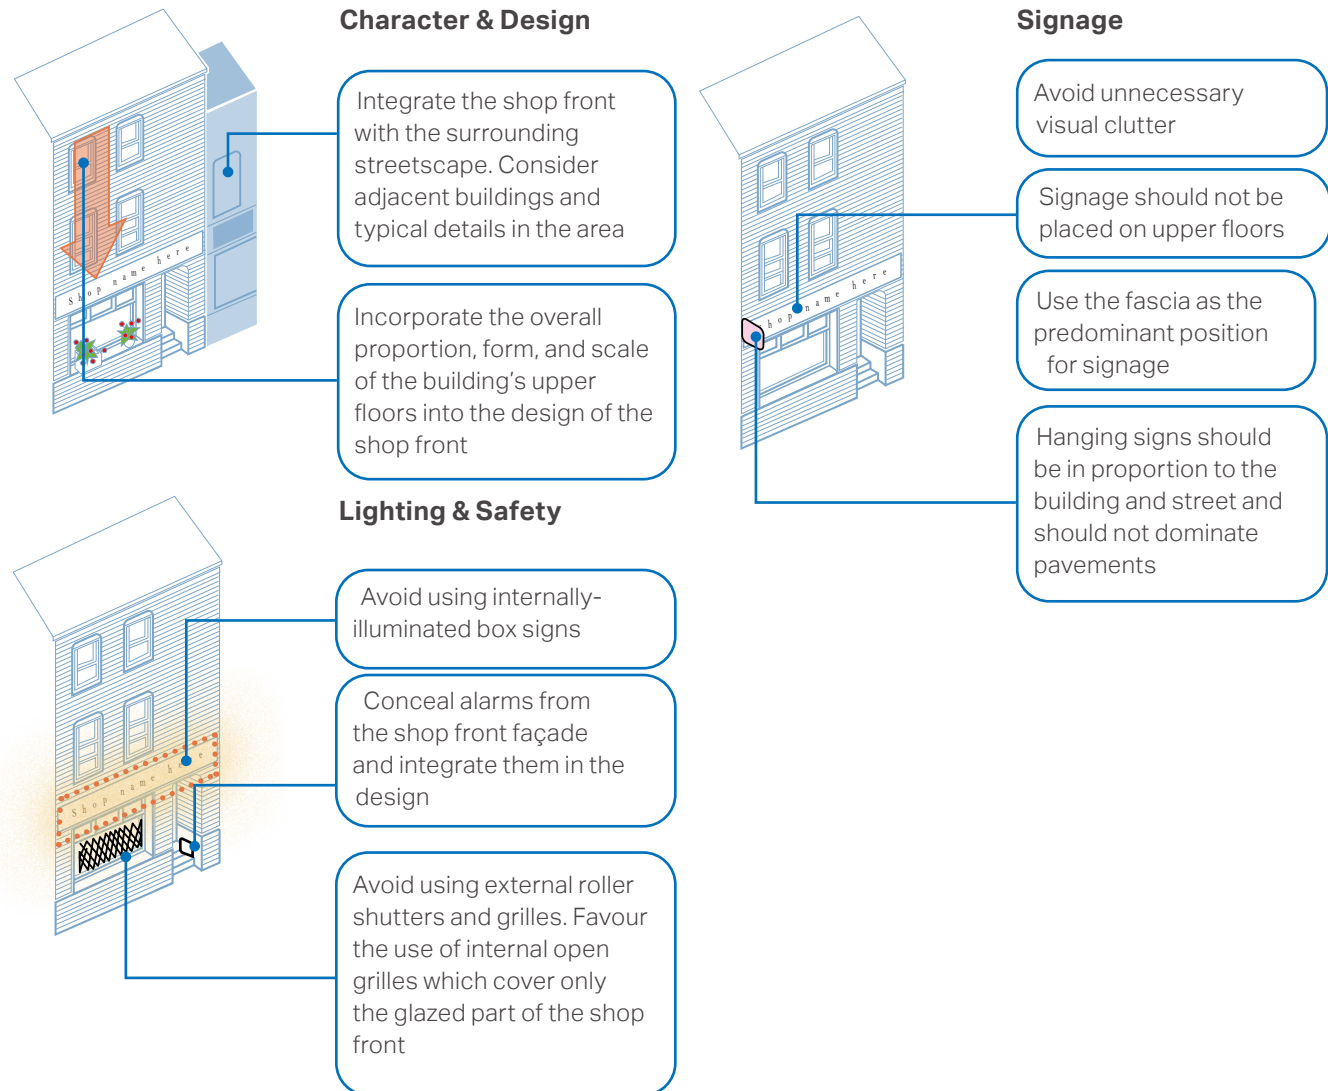 Character & Design
Integrate the shop front
with the surrounding
streetscape. Consider
adjacent buildings and
typical details in the area
Incorporate the overall
proportion, form, and scale
of the building’s upper
floors into the design of the
shop front
Shop name here
Signage
Avoid unnecessary
visual clutter
Signage should not be
placed on upper floors
Use the fascia as the
predominant position
for signage
Hanging signs should
be in proportion to the
building and street and
should not dominate
pavements
Shop name here
Lighting & Safety
Avoid using internally-
illuminated box signs
Conceal alarms from
the shop front façade
and integrate them in the
design
Avoid using external roller
shutters and grilles. Favour
the use of internal open
grilles which cover only
the glazed part of the shop
front
Shop name here